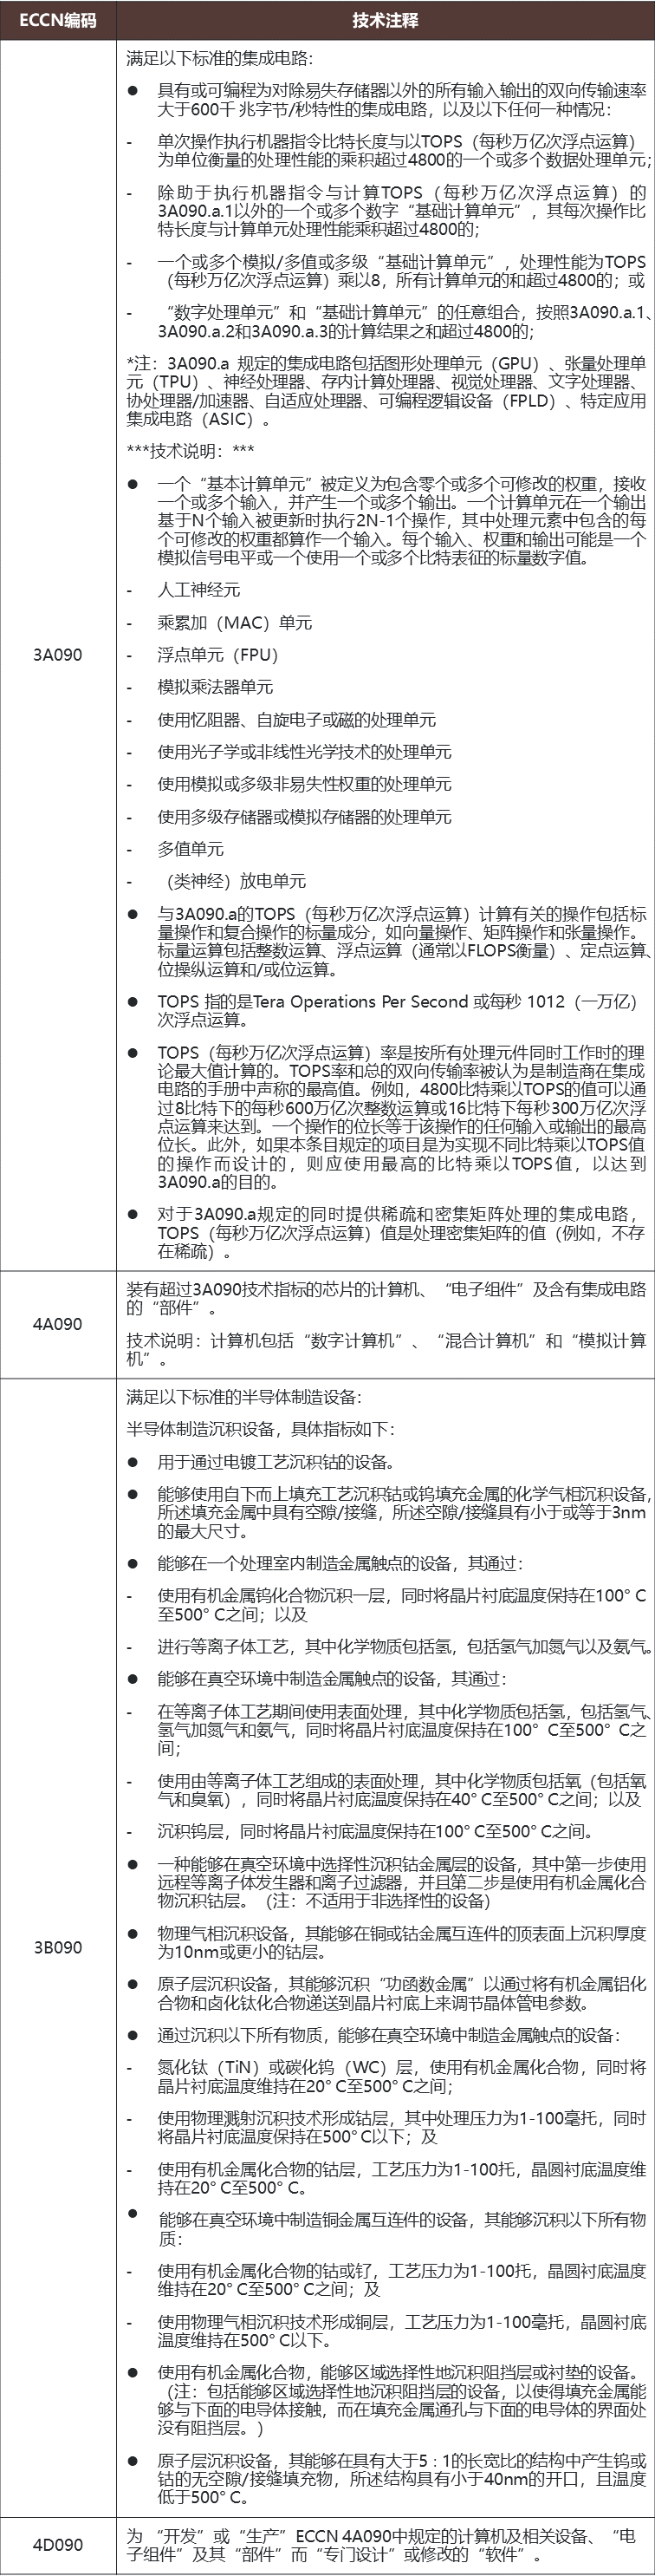 ECCN编码 技术注释
满足以下标准的集成电路：
● 具有或可编程为对除易失存储器以外的所有输入输出的双向传输速率
大于600千兆字节/秒特性的集成电路，以及以下任何一种情况：
- 单次操作执行机器指令比特长度与以TOPS（每秒万亿次浮点运算）
为单位衡量的处理性能的乘积超过4800的一个或多个数据处理单元；
- 除助于执行机器指令与计算TOPS（每秒万亿次浮点运算）的
3A090.a.1以外的一个或多个数字“基础计算单元”，其每次操作比
特长度与计算单元处理性能乘积超过4800的；
- 一个或多个模拟/多值或多级“基础计算单元”，处理性能为TOPS
（每秒万亿次浮点运算）乘以8，所有计算单元的和超过4800的；或
- “数字处理单元”和“基础计算单元”的任意组合，按照3A090.a.1、
3A090.a.2和3A090.a.3的计算结果之和超过4800的；
*注：3A090.a 规定的集成电路包括图形处理单元（GPU）、张量处理单
元（TPU）、神经处理器、存内计算处理器、视觉处理器、文字处理器、
协处理器/加速器、自适应处理器、可编程逻辑设备（FPLD）、特定应用
集成电路（ASIC）。
***技术说明：***
● 一个“基本计算单元”被定义为包含零个或多个可修改的权重，接收
一个或多个输入，并产生一个或多个输出。一个计算单元在一个输出
基于N个输入被更新时执行2N-1个操作，其中处理元素中包含的每
个可修改的权重都算作一个输入。每个输入、权重和输出可能是一个
模拟信号电平或一个使用一个或多个比特表征的标量数字值。
- 人工神经元
- 乘累加（MAC）单元
3A090
- 浮点单元（FPU）
- 模拟乘法器单元
- 使用忆阻器、自旋电子或磁的处理单元
- 使用光子学或非线性光学技术的处理单元
- 使用模拟或多级非易失性权重的处理单元
- 使用多级存储器或模拟存储器的处理单元
- 多值单元
- （类神经）放电单元
● 与3A090.a的TOPS（每秒万亿次浮点运算）计算有关的操作包括标
量操作和复合操作的标量成分，如向量操作、矩阵操作和张量操作。
标量运算包括整数运算、浮点运算（通常以FLOPS衡量）、定点运算、
位操纵运算和/或位运算。
● TOPS 指的是Tera Operations Per Second 或每秒 1012（一万亿）
次浮点运算。
● TOPS（每秒万亿次浮点运算）率是按所有处理元件同时工作时的理
论最大值计算的。TOPS率和总的双向传输率被认为是制造商在集成
电路的手册中声称的最高值。例如，4800比特乘以TOPS的值可以通
过8比特下的每秒600万亿次整数运算或16比特下每秒300万亿次浮
点运算来达到。一个操作的位长等于该操作的任何输入或输出的最高
位长。此外，如果本条目规定的项目是为实现不同比特乘以TOPS值
的操作而设计的，则应使用最高的比特乘以TOPS值，以达到
3A090.a的目的。
● 对于3A090.a规定的同时提供稀疏和密集矩阵处理的集成电路，
TOPS（每秒万亿次浮点运算）值是处理密集矩阵的值（例如，不存
在稀疏）。
装有超过3A090技术指标的芯片的计算机、“电子组件”及含有集成电路
的“部件”。
4A090
技术说明：计算机包括“数字计算机”、“混合计算机”和“模拟计算
机”。
满足以下标准的半导体制造设备：
半导体制造沉积设备，具体指标如下：
● 用于通过电镀工艺沉积钴的设备。
● 能够使用自下而上填充工艺沉积钴或钨填充金属的化学气相沉积设备，
所述填充金属中具有空隙/接缝，所述空隙/接缝具有小于或等于3nm
的最大尺寸。
● 能够在一个处理室内制造金属触点的设备，其通过：
- 使用有机金属钨化合物沉积一层，同时将晶片衬底温度保持在100° C
至500° C之间；以及
- 进行等离子体工艺，其中化学物质包括氢，包括氢气加氮气以及氨气。
● 能够在真空环境中制造金属触点的设备，其通过：
- 在等离子体工艺期间使用表面处理，其中化学物质包括氢，包括氢气、
氢气加氮气和氨气，同时将晶片衬底温度保持在100° C至500° C之
间；
- 使用由等离子体工艺组成的表面处理，其中化学物质包括氧（包括氧
气和臭氧），同时将晶片衬底温度保持在40° C至500° C之间；以及
- 沉积钨层，同时将晶片衬底温度保持在100° C至500° C之间。
● 一种能够在真空环境中选择性沉积钴金属层的设备，其中第一步使用
远程等离子体发生器和离子过滤器，并且第二步是使用有机金属化合
物沉积钴层。（注：不适用于非选择性的设备）
3B090
● 物理气相沉积设备，其能够在铜或钴金属互连件的顶表面上沉积厚度
为10nm或更小的钴层。
● 原子层沉积设备，其能够沉积“功函数金属”以通过将有机金属铝化
合物和卤化钛化合物递送到晶片衬底上来调节晶体管电参数。
● 通过沉积以下所有物质，能够在真空环境中制造金属触点的设备：
- 氮化钛（TiN）或碳化钨（WC）层，使用有机金属化合物，同时将
晶片衬底温度维持在20° C至500° C之间；
- 使用物理溅射沉积技术形成钴层，其中处理压力为1-100毫托，同时
将晶片衬底温度保持在500° C以下；及
- 使用有机金属化合物的钴层，工艺压力为1-100托，晶圆衬底温度维
持在20° C至500° C。
● 能够在真空环境中制造铜金属互连件的设备，其能够沉积以下所有物
质：
- 使用有机金属化合物的钴或钌，工艺压力为1-100托，晶圆衬底温度
维持在20° C至500° C之间；及
- 使用物理气相沉积技术形成铜层，工艺压力为1-100毫托，晶圆衬底
温度维持在500° C以下。
● 使用有机金属化合物，能够区域选择性地沉积阻挡层或衬垫的设备。
（注：包括能够区域选择性地沉积阻挡层的设备，以使得填充金属能
够与下面的电导体接触，而在填充金属通孔与下面的电导体的界面处
没有阻挡层。）
● 原子层沉积设备，其能够在具有大于5：1的长宽比的结构中产生钨或
钴的无空隙/接缝填充物，所述结构具有小于40nm的开口，且温度
低于500° C。
4D090
为“开发”或“生产”ECCN 4A090中规定的计算机及相关设备、“电
子组件”及其“部件”而“专门设计”或修改的“软件”。